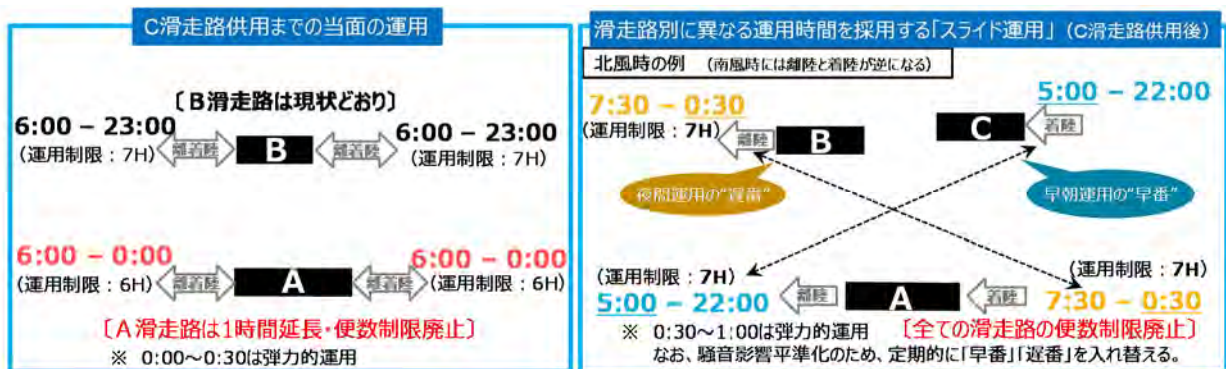 C滑走路供用までの当面の運用
〔B滑走路は現状どおり〕
6:00 – 23:00
(運用制限：7H)
離着陸
B
離着陸
6:00 – 23:00
(運用制限：7H)
6:00 – 0:00
(運用制限：6H)
離着陸
A
離着陸
6:00 – 0:00
(運用制限：6H)
〔A滑走路は1時間延長・便数制限廃止〕
※ 0:00～0:30は弾力的運用
滑走路別に異なる運用時間を採用する「スライド運用」（C滑走路供用後）
北風時の例 （南風時には離陸と着陸が逆になる）
7:30 – 0:30
(運用制限：7H)
離陸
B
夜間運用の“遅番”
5:00 – 22:00
C
着陸
早朝運用の“早番”
(運用制限：7H)
5:00 – 22:00
離陸
A
着陸
(運用制限：7H)
7:30 – 0:30
※ 0:30～1:00は弾力的運用 〔全ての滑走路の便数制限廃止〕
なお、騒音影響平準化のため、定期的に「早番」「遅番」を入れ替える。